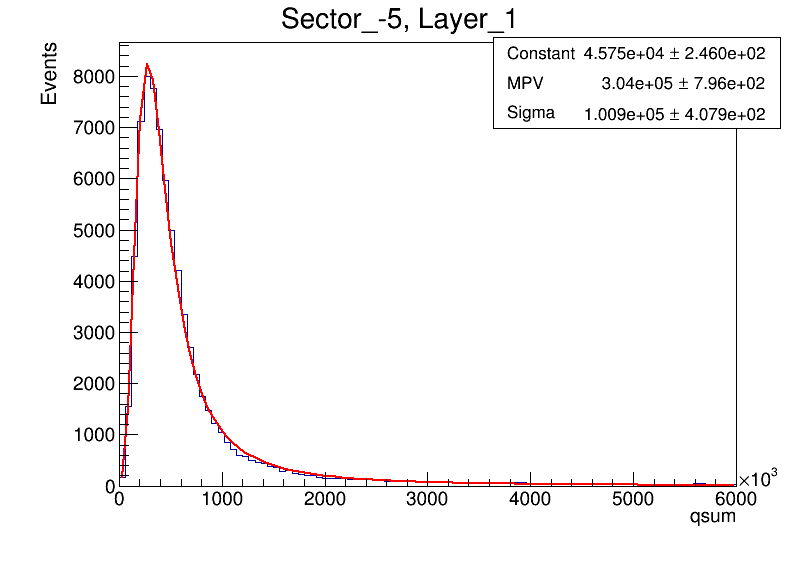 Sector_-5, Layer_1
Constant 4.575e+04 ± 2.460e+02
MPV 3.04e+05 ± 7.96e+02
Sigma 1.009e+05 ± 4.079e+02
Events
8000
7000
6000
5000
4000
3000
2000
1000
0
0 1000 2000 3000 4000 5000 6000
×10³
qsum